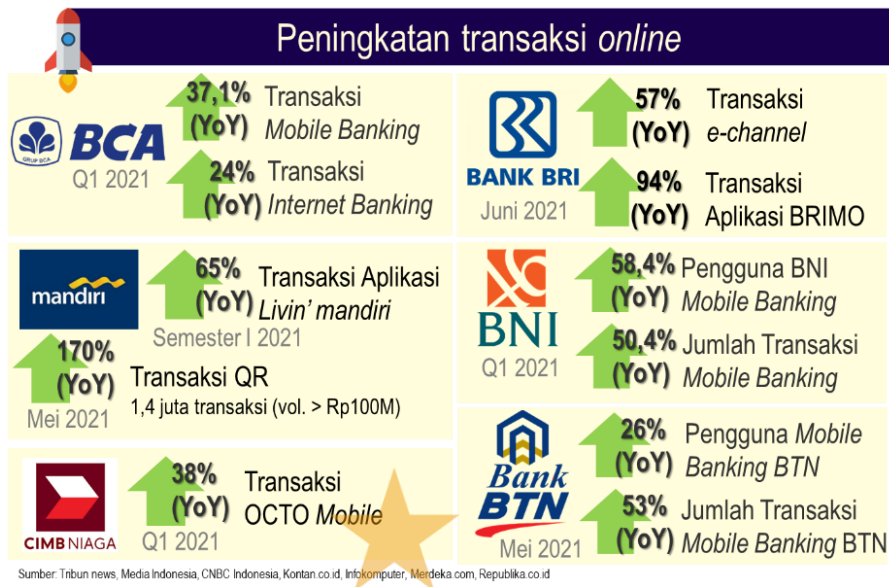 Peningkatan transaksi online
GRUP BCA
BCA
Q1 2021
37,1%
(YoY)
Transaksi
Mobile Banking
24%
(YoY)
Transaksi
Internet Banking
BANK BRI
Juni 2021
57%
(YoY)
Transaksi
e-channel
94%
(YoY)
Transaksi
Aplikasi BRIMO
mandiri
65%
(YoY)
Transaksi Aplikasi
Livin' mandiri
Semester I 2021
170%
(YoY)
Mei 2021
Transaksi QR
1,4 juta transaksi (vol. > Rp100M)
BNI
Q1 2021
58,4%
(YoY)
Pengguna BNI
Mobile Banking
50,4%
(YoY)
Jumlah Transaksi
Mobile Banking
CIMB NIAGA
38%
(YoY)
Q1 2021
Transaksi
OCTO Mobile
Bank
BTN
Mei 2021
26%
(YoY)
Pengguna Mobile
Banking BTN
53%
(YoY)
Jumlah Transaksi
Mobile Banking BTN
Sumber: Tribun news, Media Indonesia, CNBC Indonesia, Kontan.co.id, Infokomputer, Merdeka.com, Republika.co.id